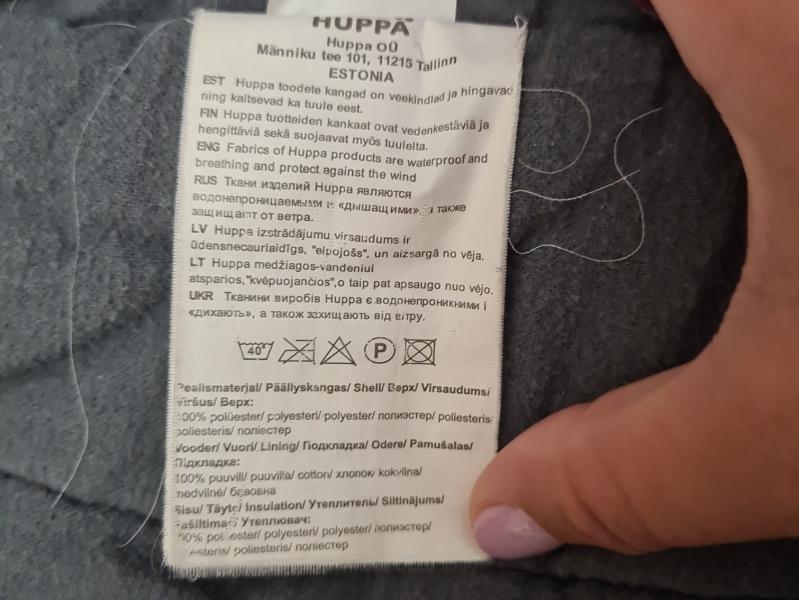 HUPPA
Huppa OÜ
Männiku tee 101, 11215 Tallinn
ESTONIA
EST Huppa toodete kangad on veekindlad ja hingavad
ning kaitsevad ka tuule eest.
FIN Huppa tuotteiden kankaat ovat vedenkestäviä ja
hengittäviä sekä suojaavat myös tuulelta.
ENG Fabrics of Huppa products are waterproof and
breathing and protect against the wind
RUS Ткани изделий Huppa являются
водонепроницаемыми и «дышащими», а также
защищают от ветра.
LV Huppa izstrādājumu virsaudums ir
ūdensnecaurlaidīgs, "elpojošs", un aizsargā no vēja.
LT Huppa medžiagos-vandeniui
atsparios,"kvėpuojančios",o taip pat apsaugo nuo vėjo.
UKR Тканини виробів Huppa є водонепроникними і
«дихають», а також захищають від вітру.
40° P
Pealismaterjal/ Päällyskangas/ Shell/ Верх/ Virsaudums/
Viršus/ Верх:
100% polüester/ polyesteri/ polyester/ полиэстер/ poliesteris/
poliesteris/ поліестер
Vooder/ Vuori/ Lining/ Подкладка/ Odere/ Pamušalas/
Підкладка:
100% puuvill/ puuvilla/ cotton/ хлопок/ kokvilna/
medvilnė/ бавовна
Sisu/ Täyte/ Insulation/ Утеплитель/ Siltinājums/
Pašiltimas/ Утеплювач:
100% polüester/ polyesteri/ polyester/ полиэстер/
poliesteris/ poliesteris/ поліестер